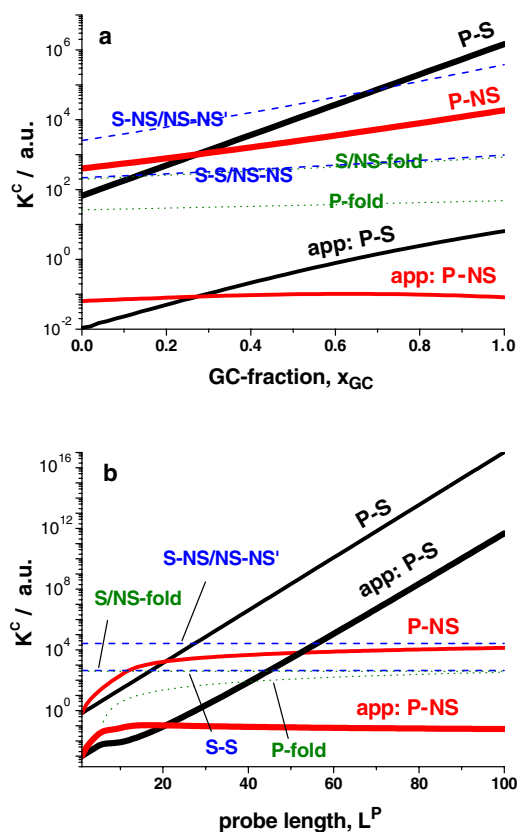 a
10^6
10^4
10^2
10^0
10^-2
K^C / a.u.
P-S
S-NS/NS-NS'
P-NS
S/NS-fold
S-S/NS-NS
P-fold
app: P-S
app: P-NS
0.0 0.2 0.4 0.6 0.8 1.0
GC-fraction, x_GC
b
10^16
10^12
10^8
10^4
10^0
K^C / a.u.
P-S
S-NS/NS-NS'
app: P-S
S/NS-fold
P-NS
app: P-NS
S-S
P-fold
20 40 60 80 100
probe length, L^P